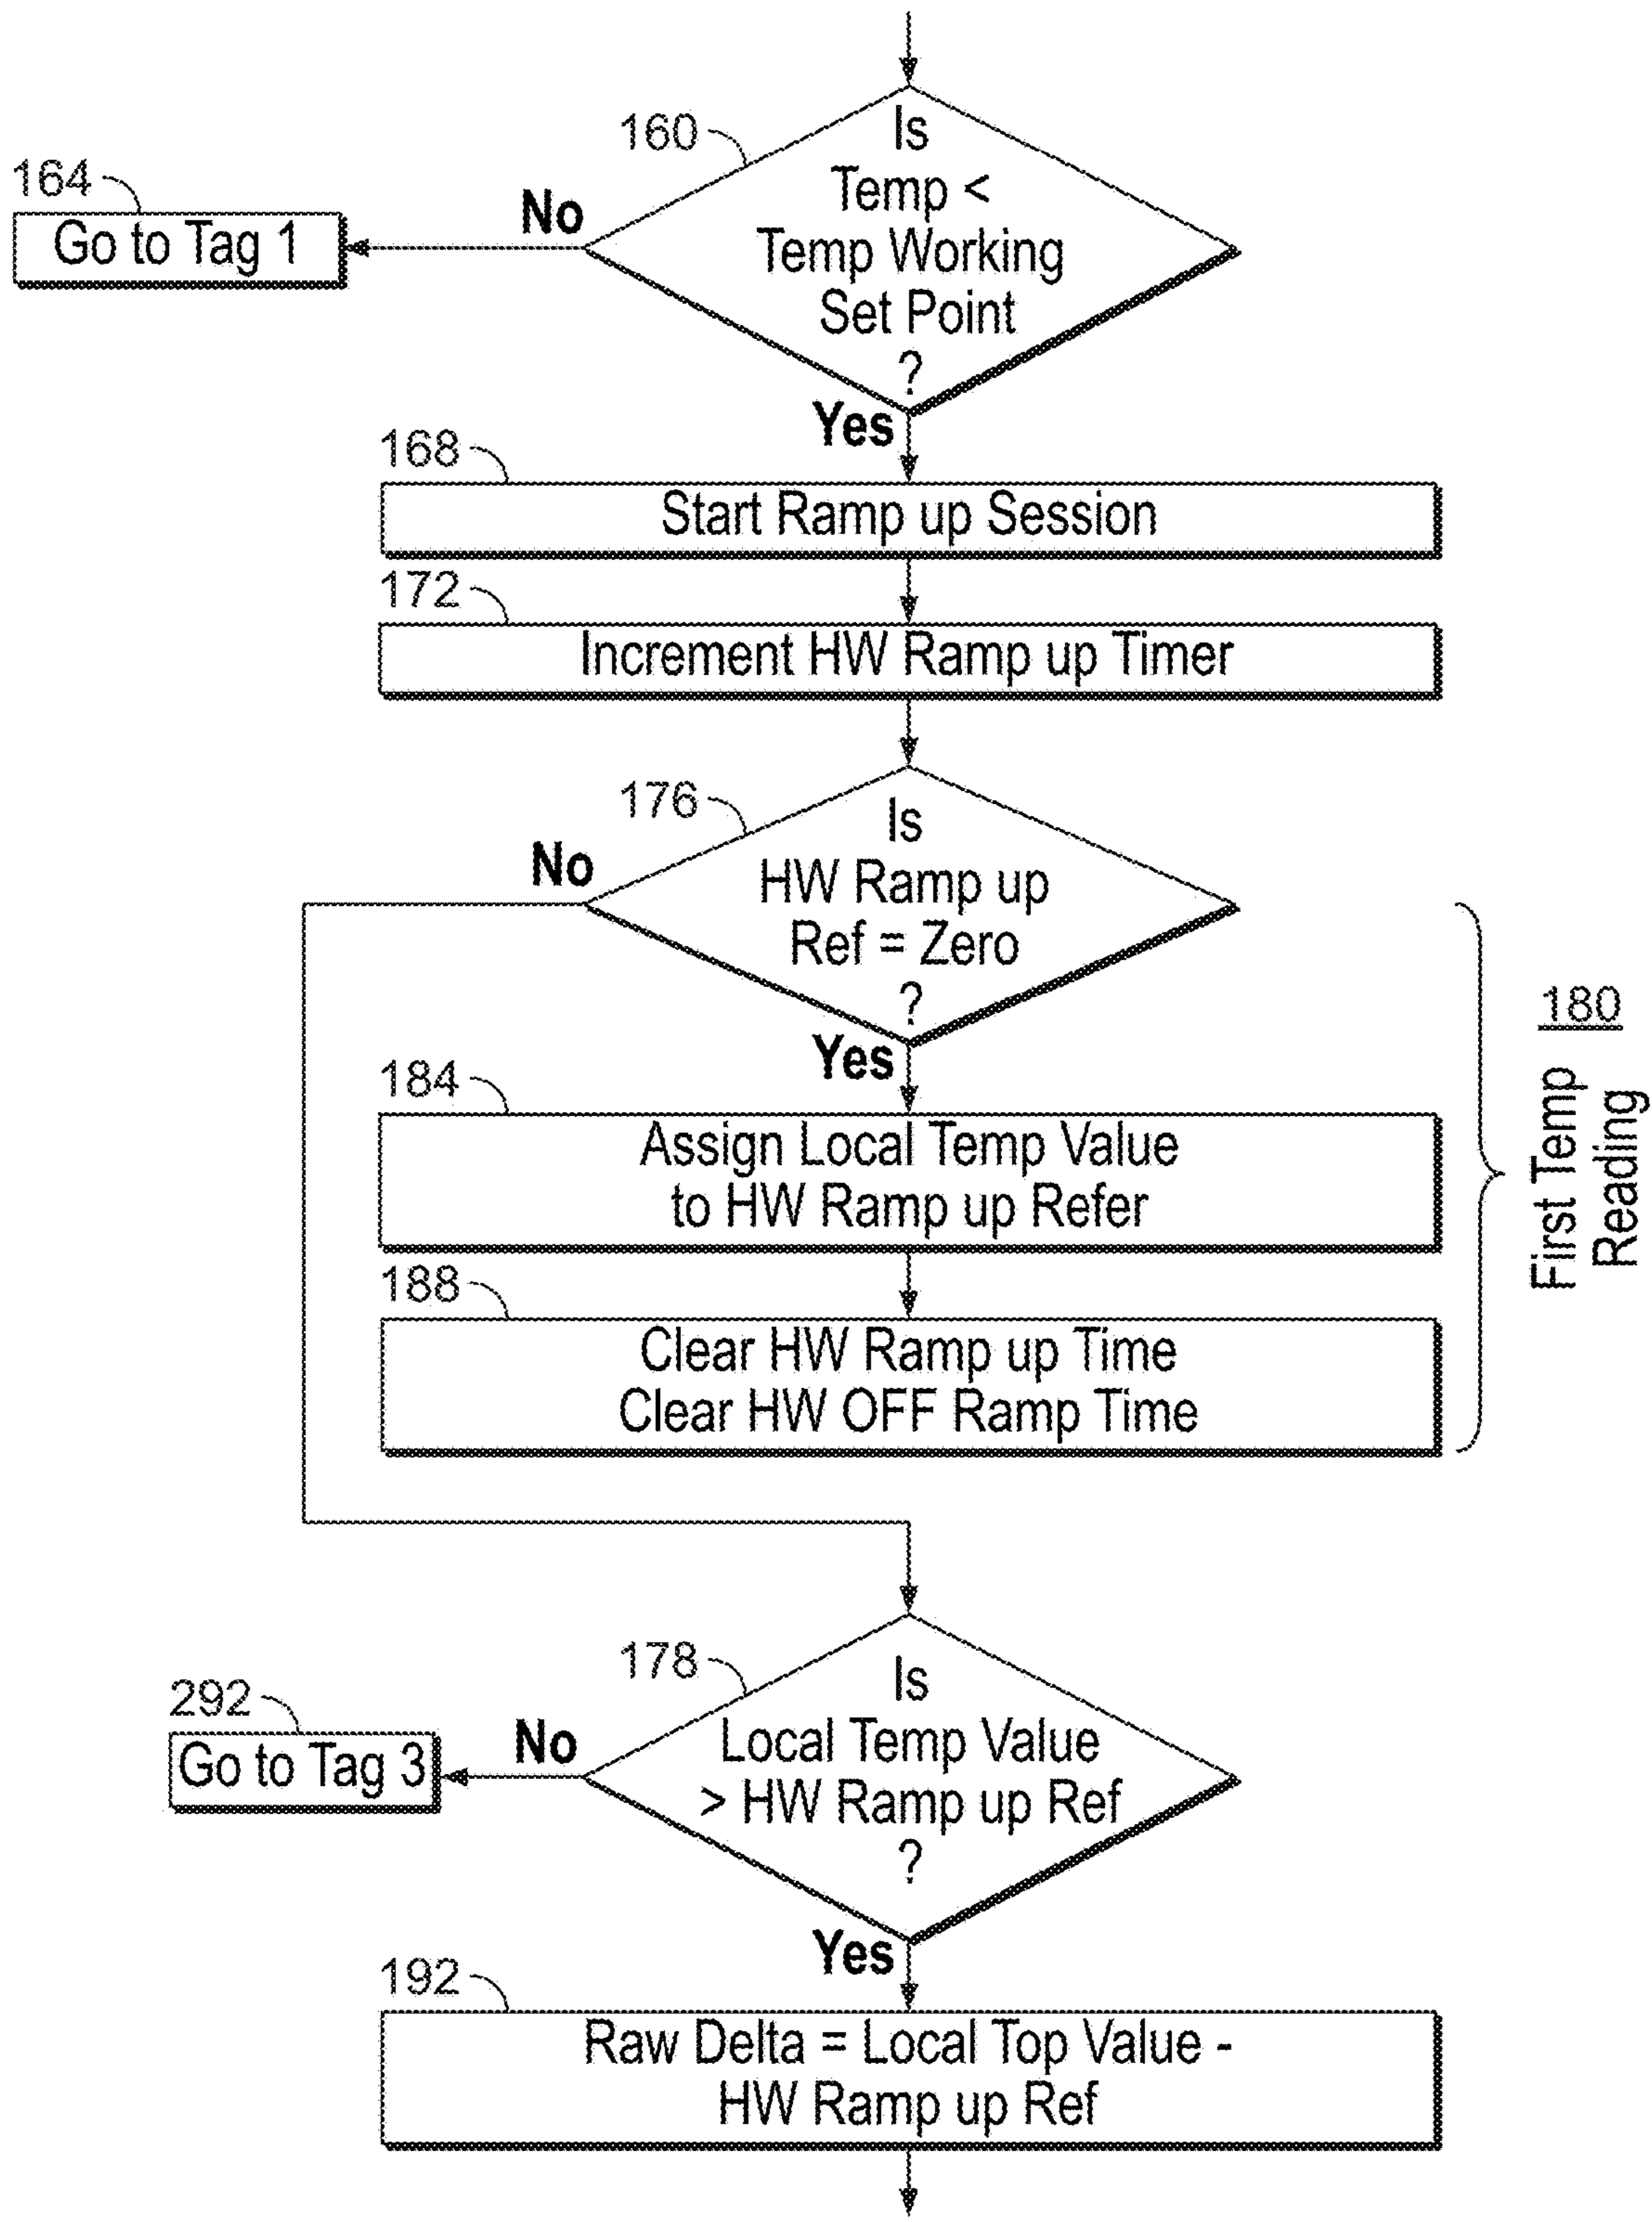 160
Is
Temp <
Temp Working
Set Point
?
164
No
Go to Tag 1
Yes
168
Start Ramp up Session
172
Increment HW Ramp up Timer
176
Is
HW Ramp up
Ref = Zero
?
No
Yes
180
First Temp
Reading
184
Assign Local Temp Value
to HW Ramp up Refer
188
Clear HW Ramp up Time
Clear HW OFF Ramp Time
178
Is
Local Temp Value
> HW Ramp up Ref
?
292
No
Go to Tag 3
Yes
192
Raw Delta = Local Top Value -
HW Ramp up Ref